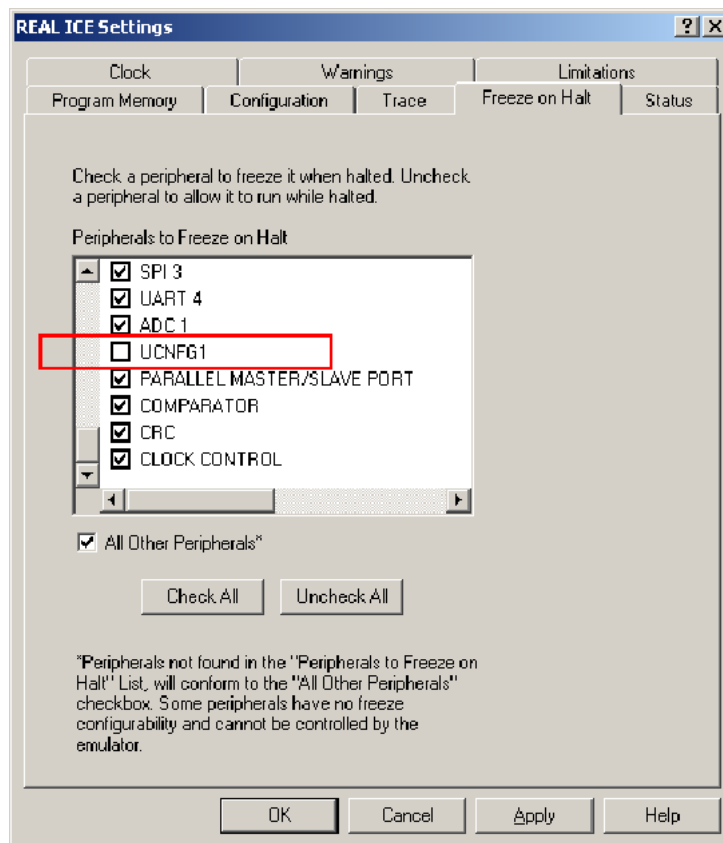 REAL ICE Settings
Clock Warnings Limitations
Program Memory Configuration Trace Freeze on Halt Status
Check a peripheral to freeze it when halted. Uncheck
a peripheral to allow it to run while halted.
Peripherals to Freeze on Halt
SPI 3
UART 4
ADC 1
UCNFG1
PARALLEL MASTER/SLAVE PORT
COMPARATOR
CRC
CLOCK CONTROL
All Other Peripherals*
Check All Uncheck All
*Peripherals not found in the "Peripherals to Freeze on
Halt" List, will conform to the "All Other Peripherals"
checkbox. Some peripherals have no freeze
configurability and cannot be controlled by the
emulator.
OK Cancel Apply Help